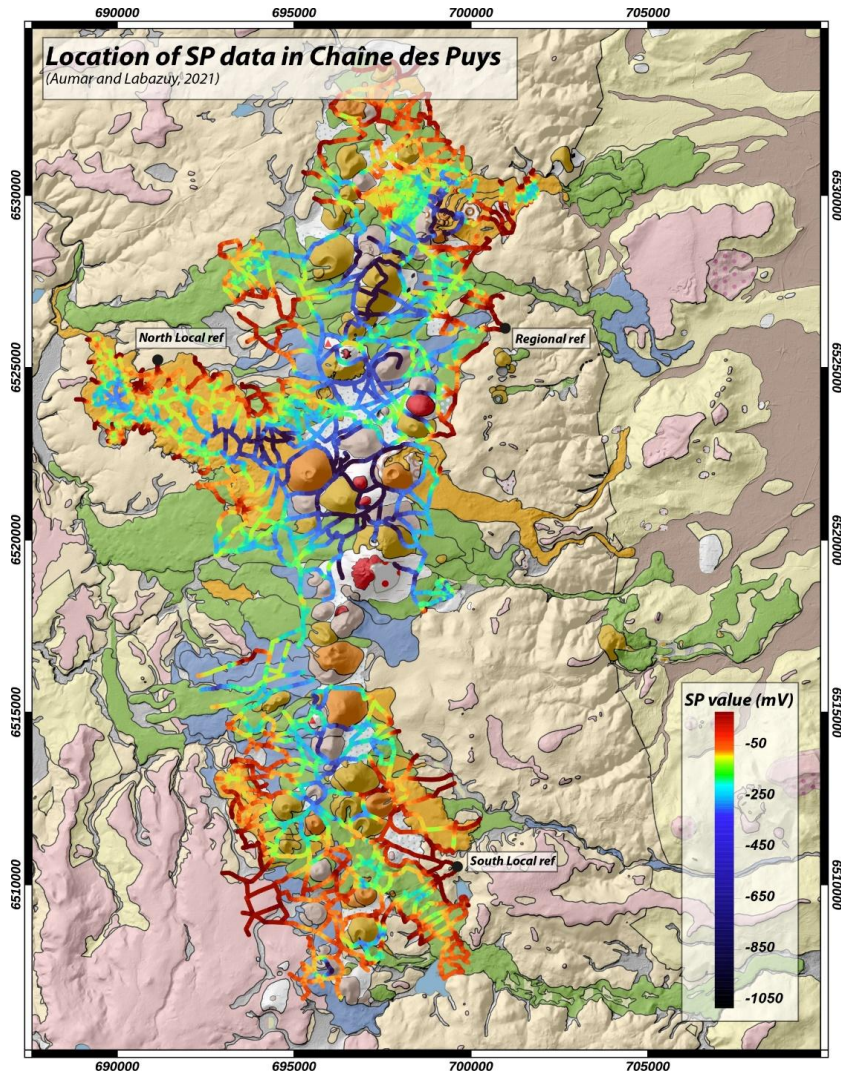 690000 695000 700000 705000
Location of SP data in Chaîne des Puys
(Aumar and Labazuy, 2021)
6530000 6530000
North Local ref
Regional ref
6525000 6525000
6520000 6520000
SP value (mV)
6515000 6515000
-50
-250
-450
South Local ref
6510000 6510000
-650
-850
-1050
690000 695000 700000 705000